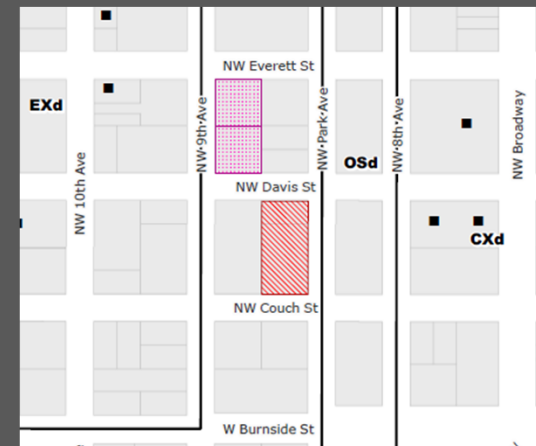 NW Everett St
EXd
NW 9th Ave
NW Park Ave
NW 8th Ave
NW Broadway
OSd
NW 10th Ave
NW Davis St
CXd
NW Couch St
W Burnside St